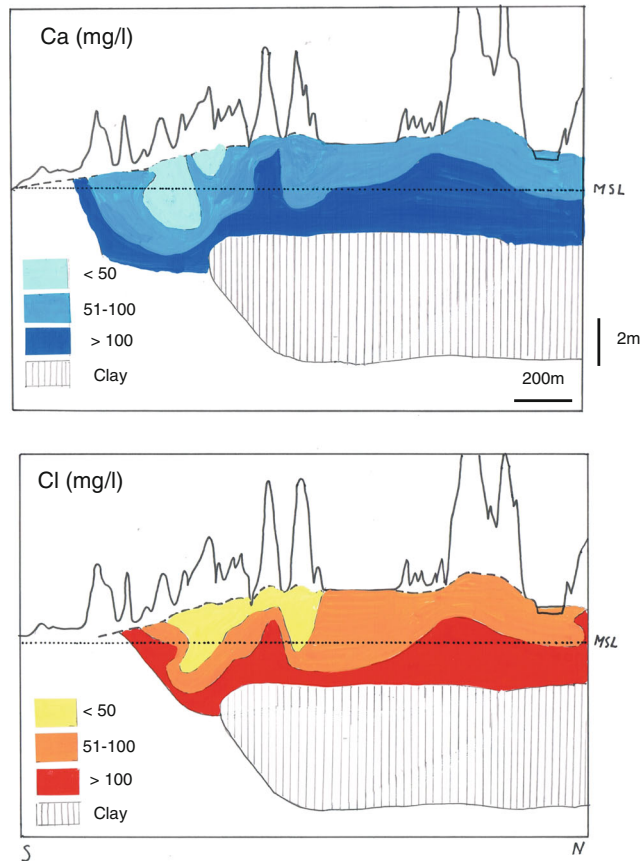 Ca (mg/l)
MSL
< 50
51-100
> 100
Clay
2m
200m
Cl (mg/l)
MSL
< 50
51-100
> 100
Clay
S N